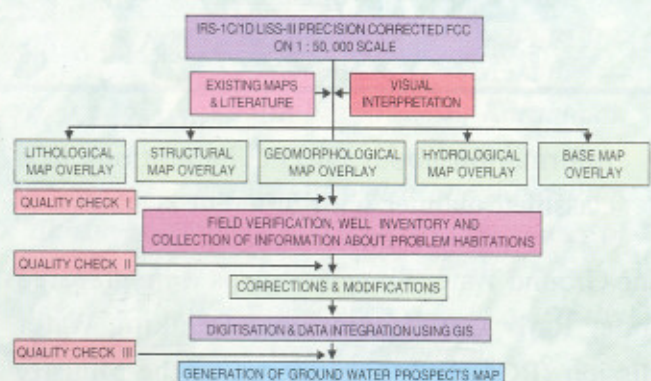 IRS-1C/1D LISS-III PRECISION CORRECTED FCC
ON 1 : 50, 000 SCALE
EXISTING MAPS
& LITERATURE
VISUAL
INTERPRETATION
LITHOLOGICAL
MAP OVERLAY
STRUCTURAL
MAP OVERLAY
GEOMORPHOLOGICAL
MAP OVERLAY
HYDROLOGICAL
MAP OVERLAY
BASE MAP
OVERLAY
QUALITY CHECK I
FIELD VERIFICATION, WELL INVENTORY AND
COLLECTION OF INFORMATION ABOUT PROBLEM HABITATIONS
QUALITY CHECK II
CORRECTIONS & MODIFICATIONS
DIGITISATION & DATA INTEGRATION USING GIS
QUALITY CHECK III
GENERATION OF GROUND WATER PROSPECTS MAP